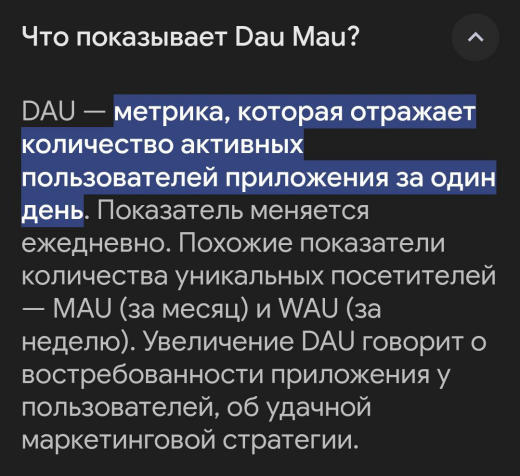 Что показывает Dau Mau?
DAU — метрика, которая отражает
количество активных
пользователей приложения за один
день. Показатель меняется
ежедневно. Похожие показатели
количества уникальных посетителей
— MAU (за месяц) и WAU (за
неделю). Увеличение DAU говорит о
востребованности приложения у
пользователей, об удачной
маркетинговой стратегии.